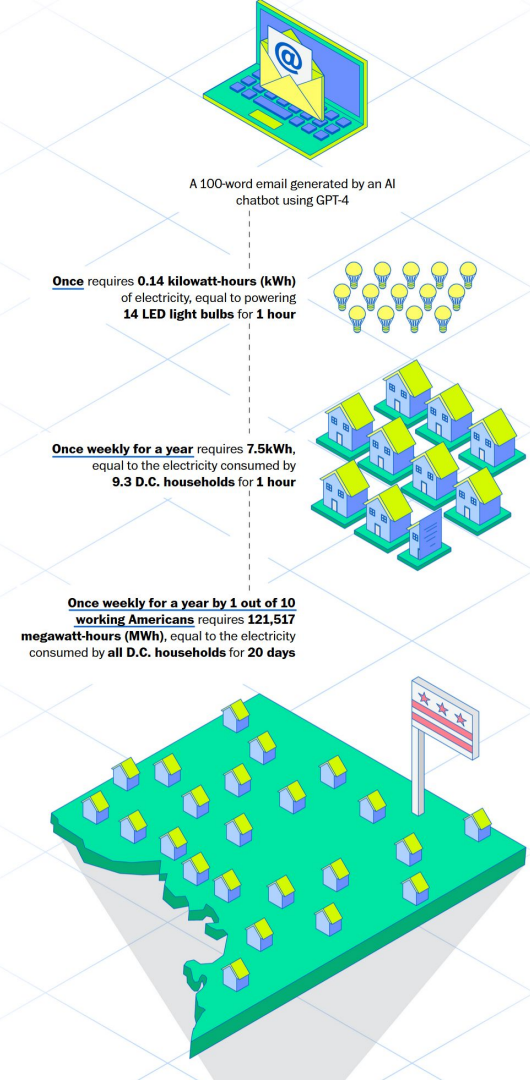 @
A 100-word email generated by an AI
chatbot using GPT-4
Once requires 0.14 kilowatt-hours (kWh)
of electricity, equal to powering
14 LED light bulbs for 1 hour
Once weekly for a year requires 7.5kWh,
equal to the electricity consumed by
9.3 D.C. households for 1 hour
Once weekly for a year by 1 out of 10
working Americans requires 121,517
megawatt-hours (MWh), equal to the electricity
consumed by all D.C. households for 20 days